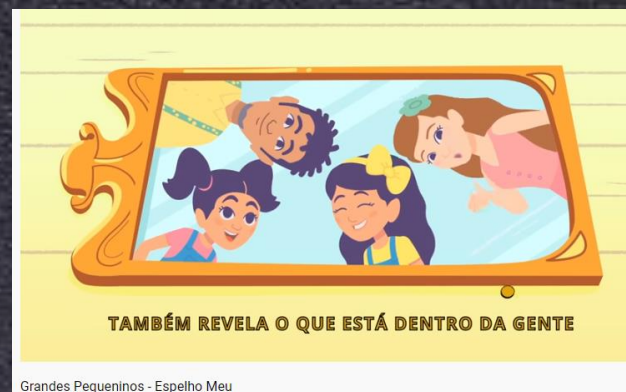 TAMBÉM REVELA O QUE ESTÁ DENTRO DA GENTE
Grandes Pequeninos - Espelho Meu